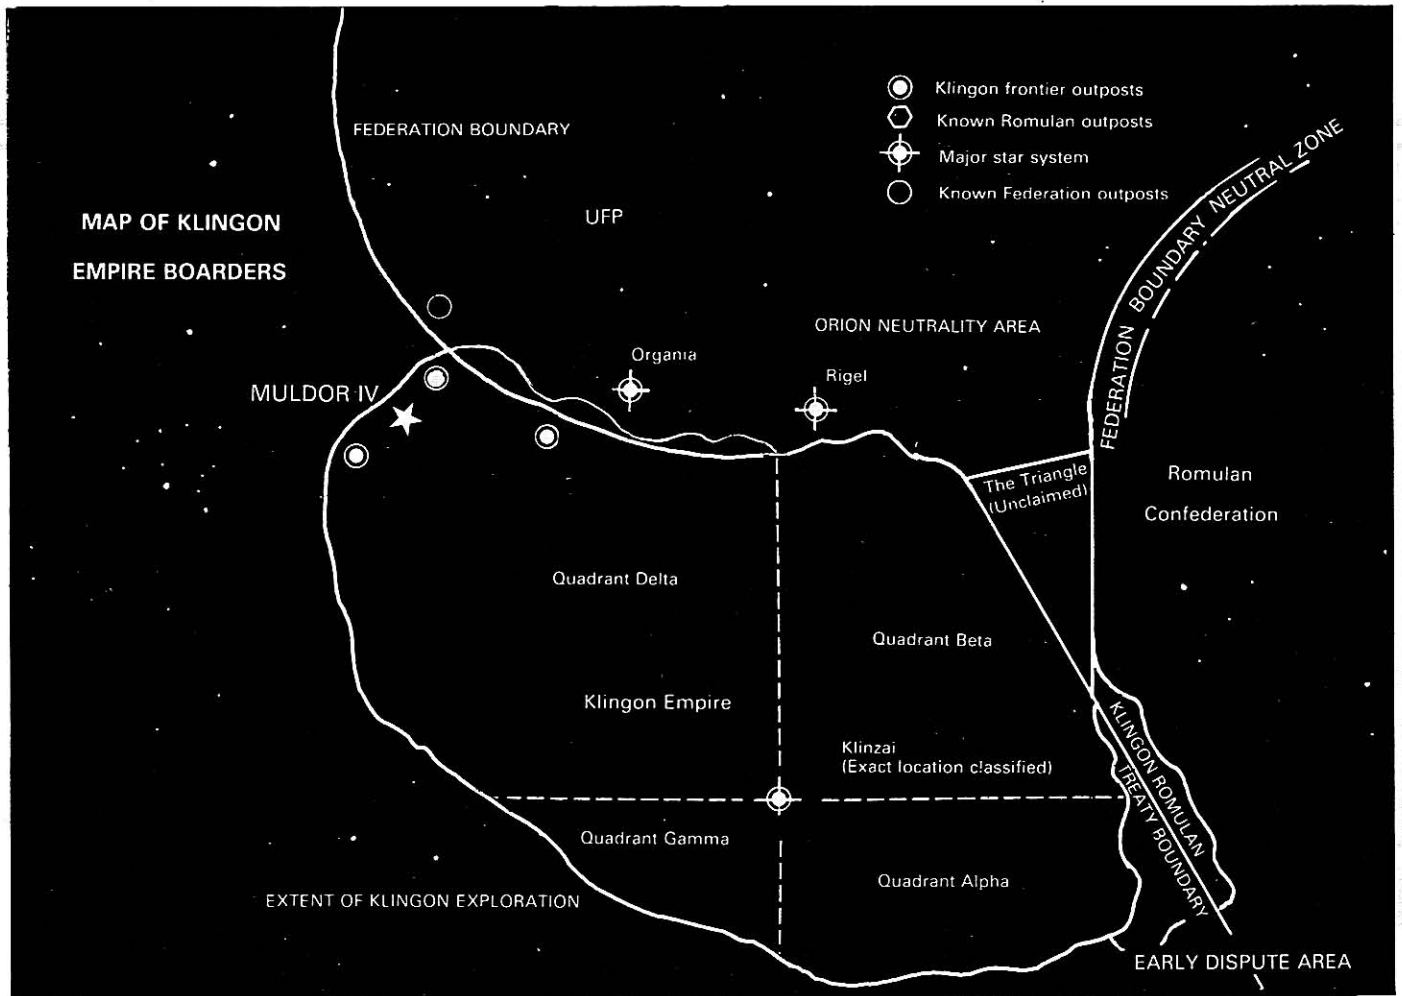 Klingon frontier outposts
Known Romulan outposts
Major star system
Known Federation outposts
FEDERATION BOUNDARY
MAP OF KLINGON
EMPIRE BOARDERS
UFP
FEDERATION BOUNDARY NEUTRAL ZONE
ORION NEUTRALITY AREA
Organia
Rigel
MULDOR IV
The Triangle
(Unclaimed)
Romulan
Confederation
Quadrant Delta
Quadrant Beta
Klingon Empire
Klinzai
(Exact location classified)
KLINGON ROMULAN
TREATY BOUNDARY
Quadrant Gamma
Quadrant Alpha
EXTENT OF KLINGON EXPLORATION
EARLY DISPUTE AREA